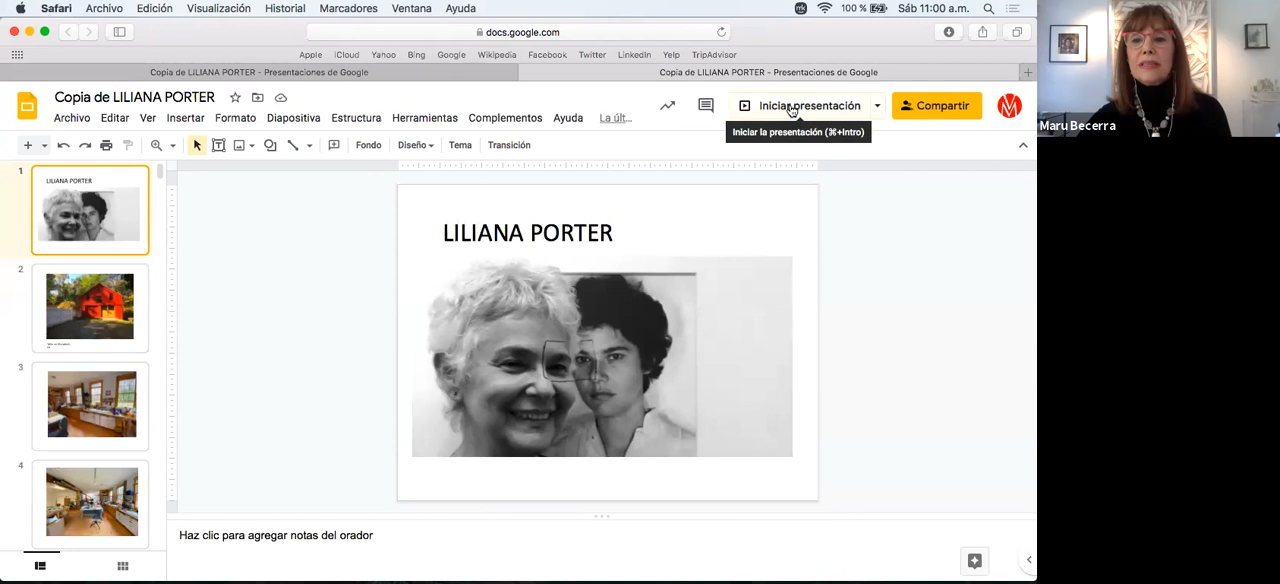 Safari Archivo Edición Visualización Historial Marcadores Ventana Ayuda
100 % Sáb 11:00 a.m.
docs.google.com
Apple iCloud Yahoo Bing Google Wikipedia Facebook Twitter LinkedIn Yelp TripAdvisor
Copia de LILIANA PORTER - Presentaciones de Google
Copia de LILIANA PORTER - Presentaciones de Google
Copia de LILIANA PORTER
Archivo Editar Ver Insertar Formato Diapositiva Estructura Herramientas Complementos Ayuda La últ...
Iniciar presentación
Compartir
Iniciar la presentación (⌘+Intro)
Maru Becerra
Fondo Diseño Tema Transición
1
LILIANA PORTER
2
3
4
LILIANA PORTER
Haz clic para agregar notas del orador